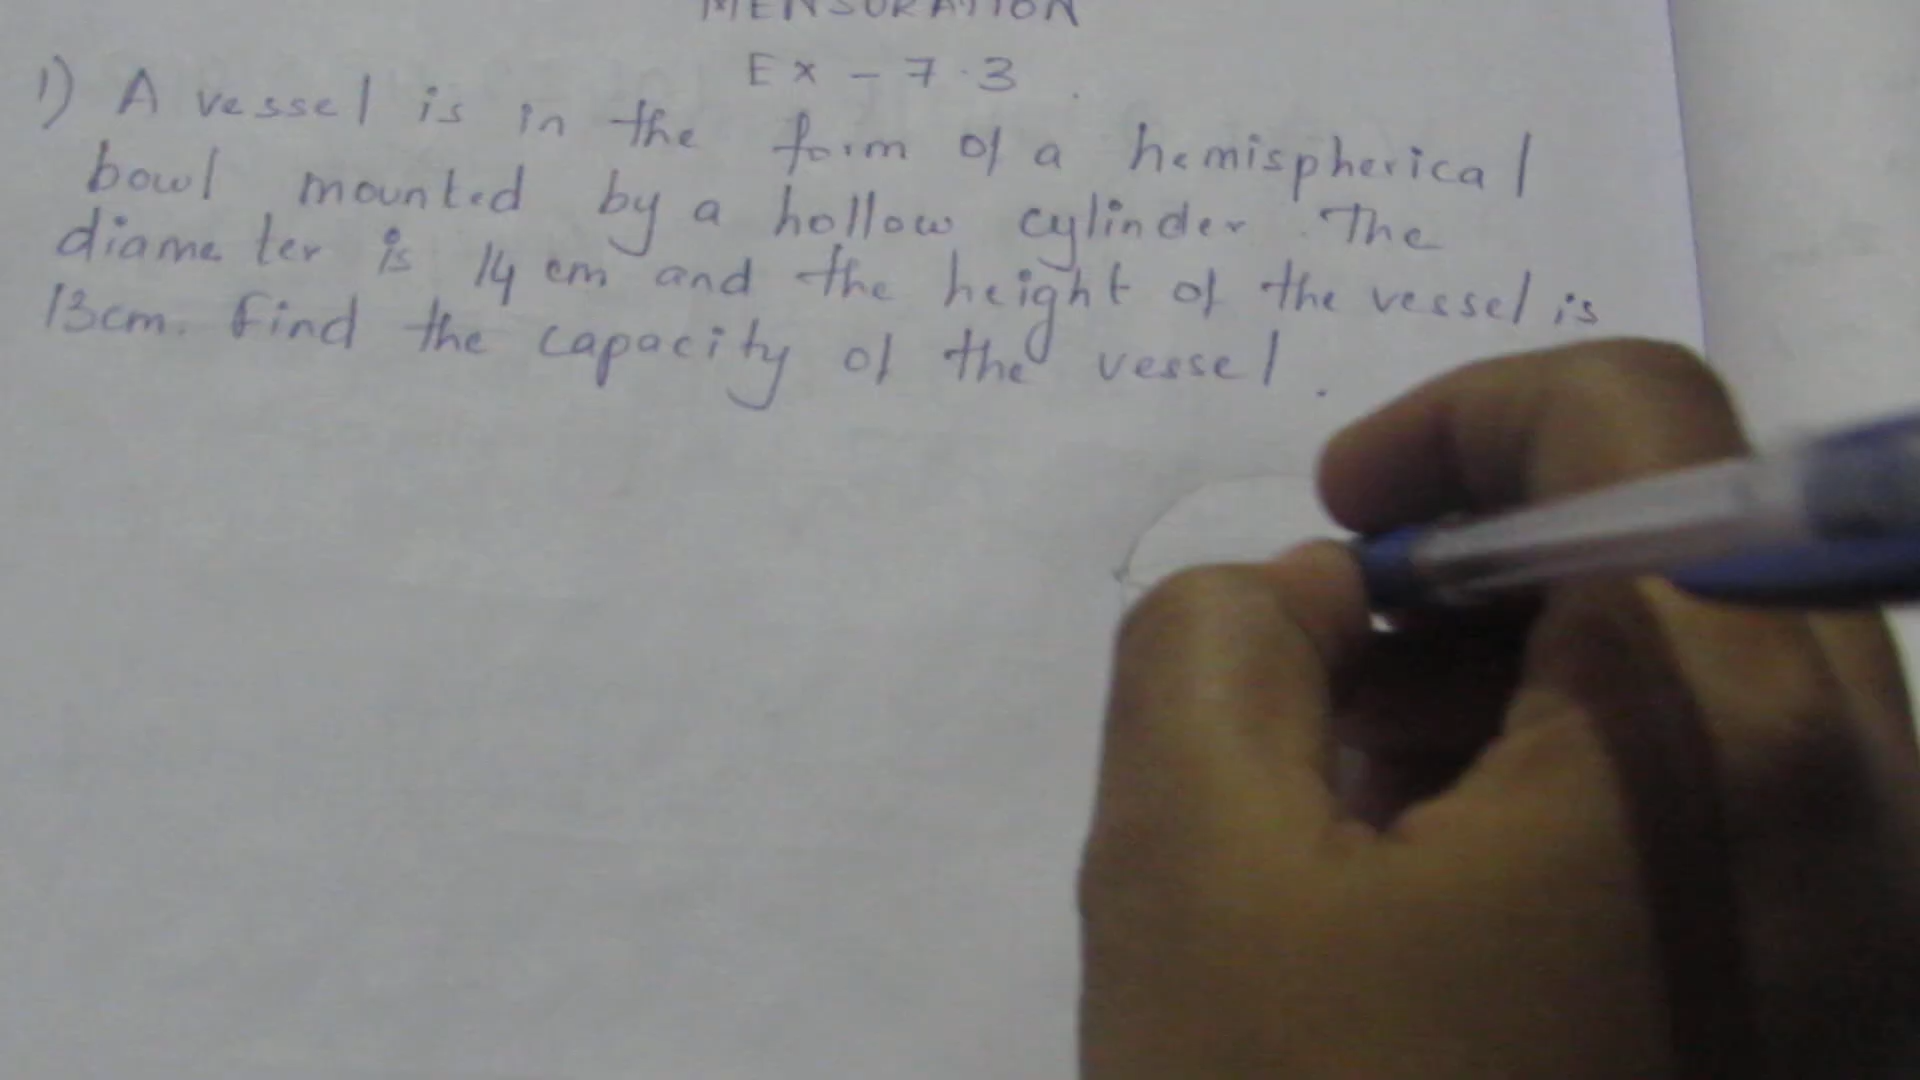 MENSURATION
Ex - 7.3
1) A vessel is in the form of a hemispherical
bowl mounted by a hollow cylinder. The
diameter is 14 cm and the height of the vessel is
13cm. Find the capacity of the vessel.